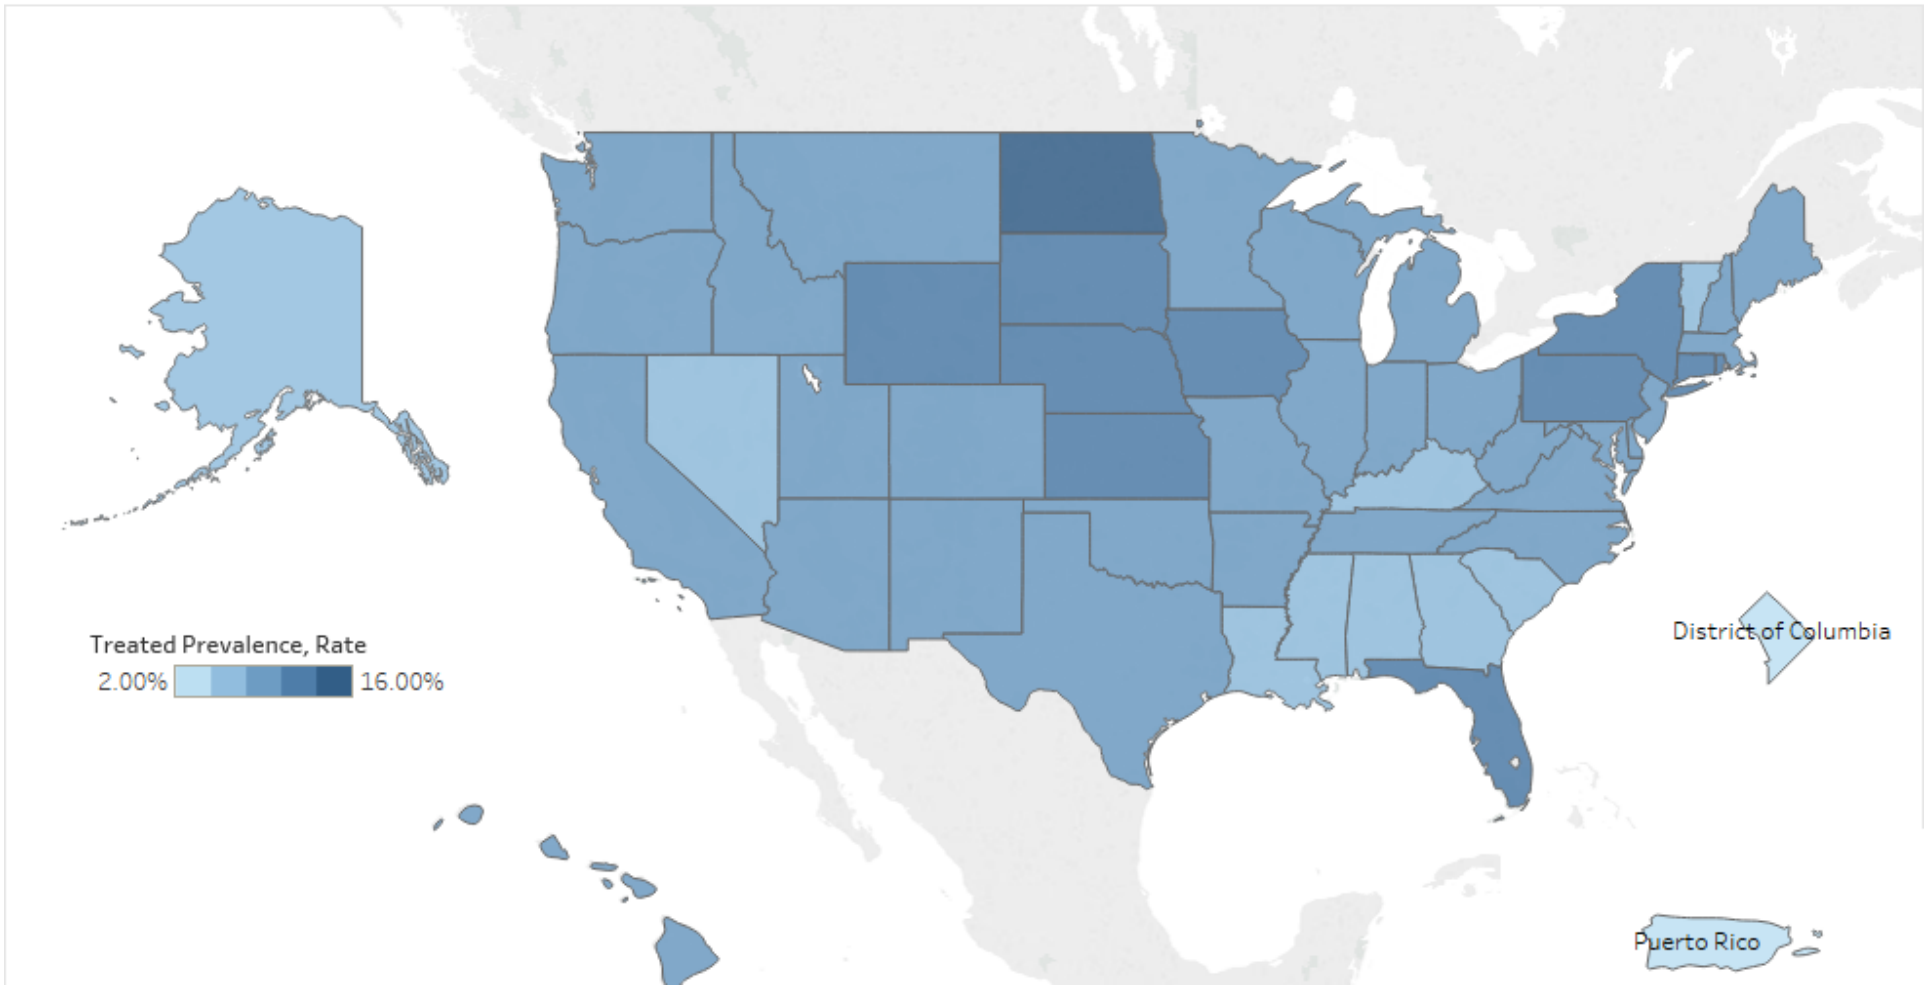 District of Columbia
Treated Prevalence, Rate
2.00% 16.00%
Puerto Rico